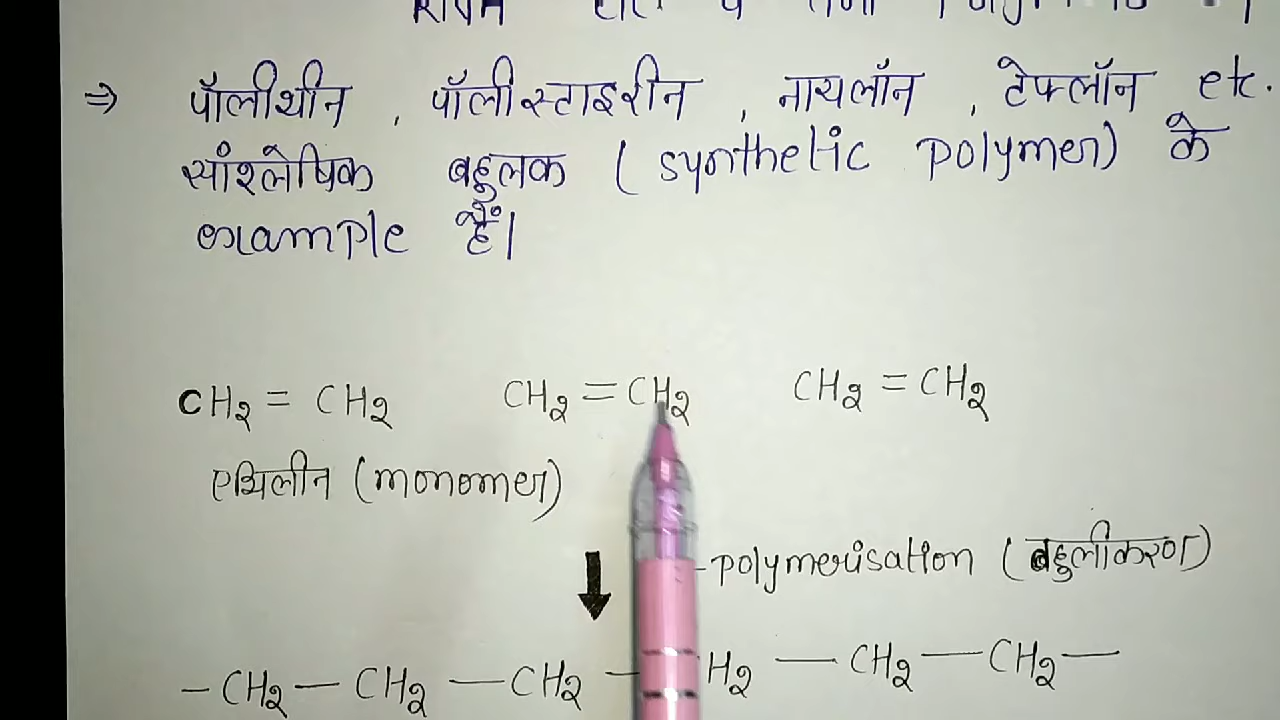 ⇒ पॉलीथीन , पॉलीस्टाइरीन , नायलॉन , टेफ्लॉन etc.
सांश्लेषिक बहुलक ( synthetic polymer) के
example हैं।
CH2 = CH2 CH2 = CH2 CH2 = CH2
एथिलीन (monomer)
polymerisation (बहुलीकरण)
- CH2 — CH2 — CH2 — H2 — CH2 — CH2 —